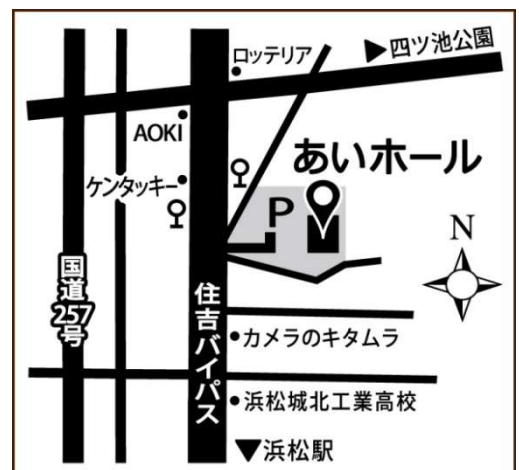 ロッテリア
▶四ツ池公園
AOKI
あいホール
ケンタッキー
P
N
国道257号
住吉バイパス
カメラのキタムラ
浜松城北工業高校
▼浜松駅